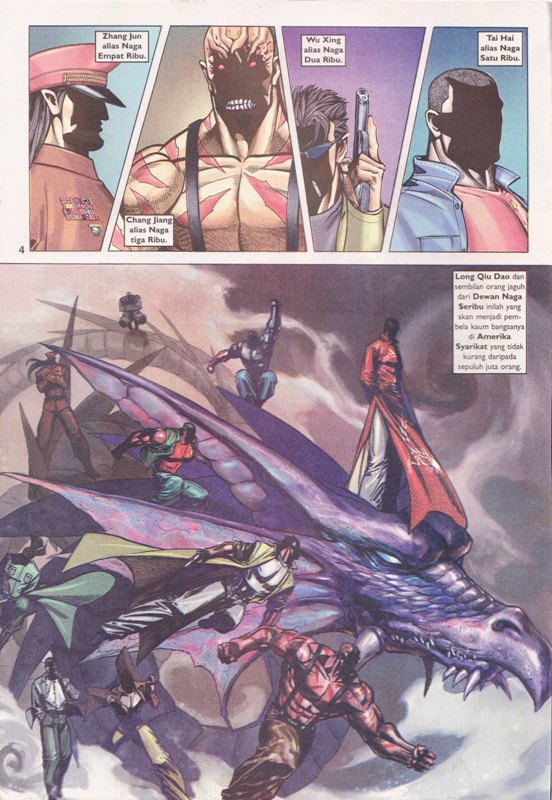 Zhang Jun
alias Naga
Empat Ribu.
Chang Jiang
alias Naga
tiga Ribu.
Wu Xing
alias Naga
Dua Ribu.
Tai Hai
alias Naga
Satu Ribu.
4
Long Qiu Dao dan
sembilan orang jaguh
dari Dewan Naga
Seribu inilah yang
akan menjadi pem-
bela kaum bangsanya
di Amerika
Syarikat yang tidak
kurang daripada
sepuluh juta orang.